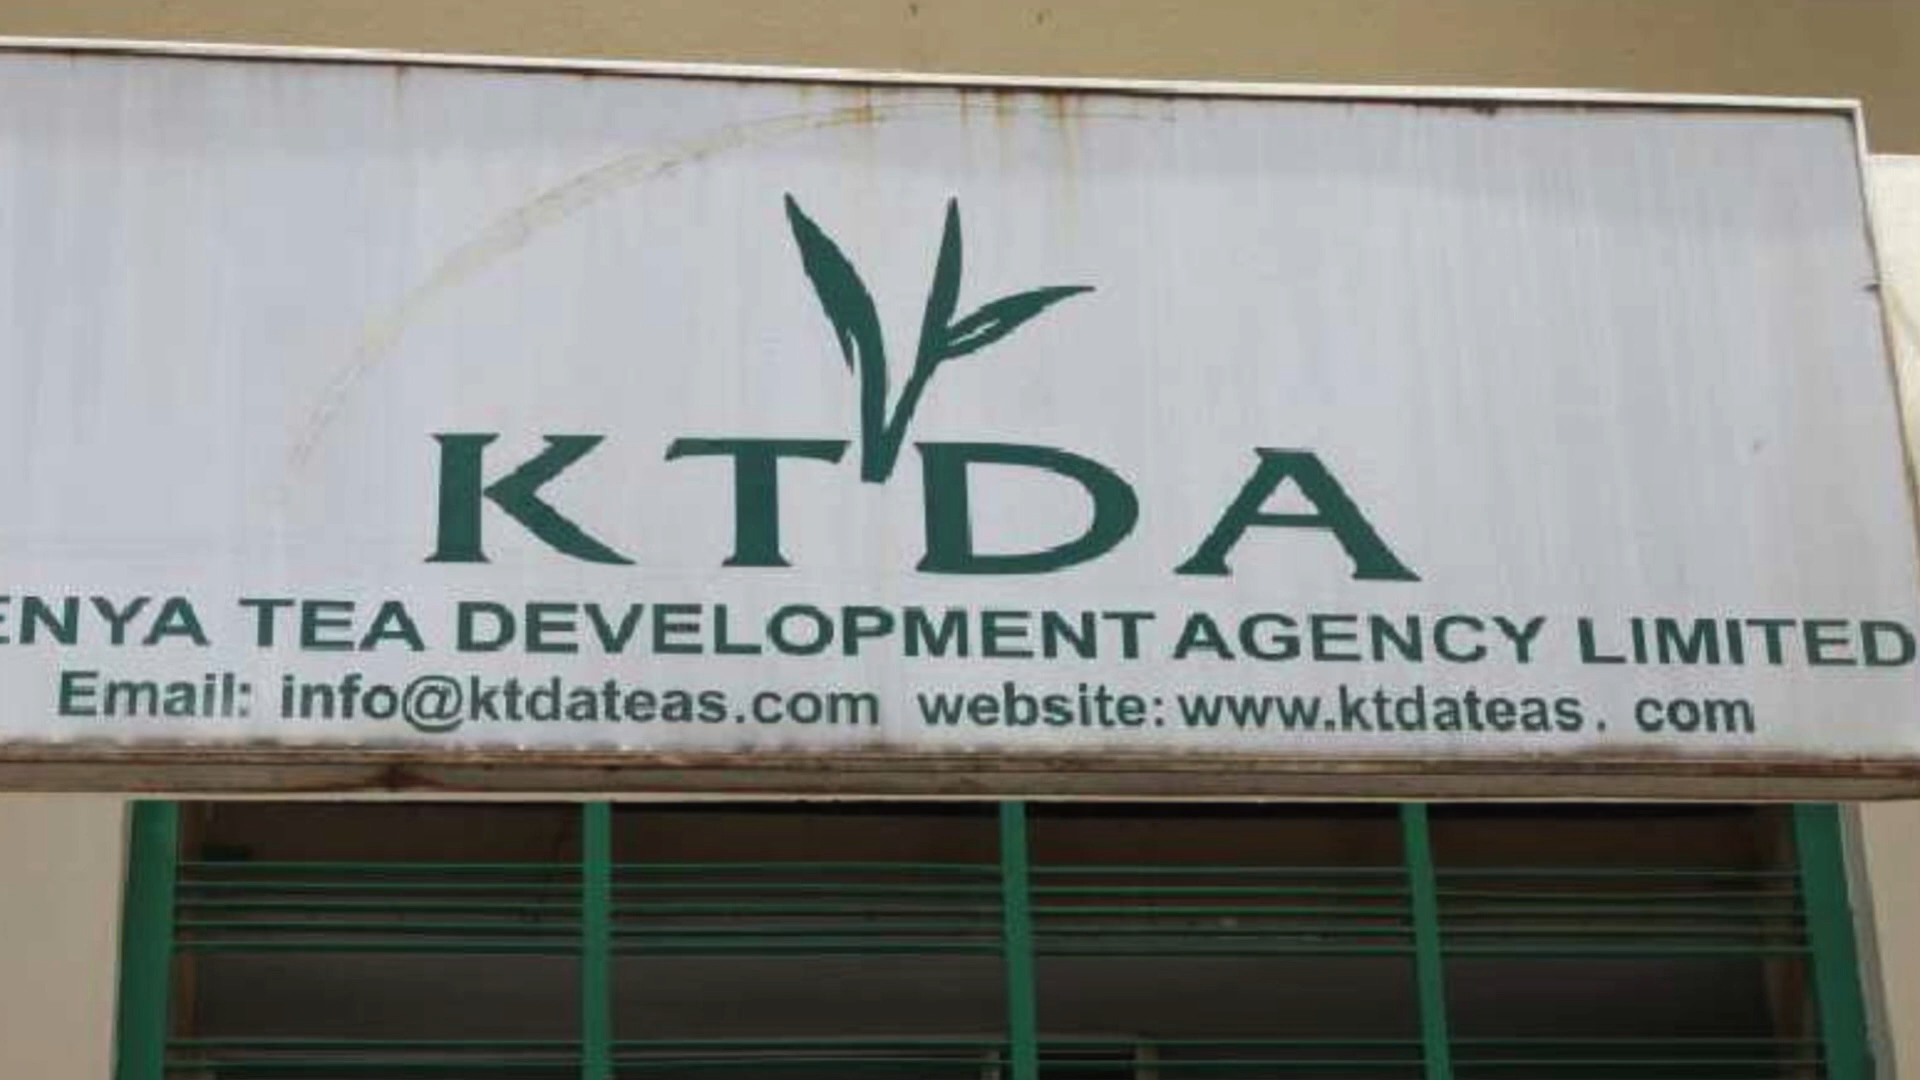 KTDA
ENYA TEA DEVELOPMENT AGENCY LIMITED
Email: info@ktdateas.com website: www.ktdateas. com